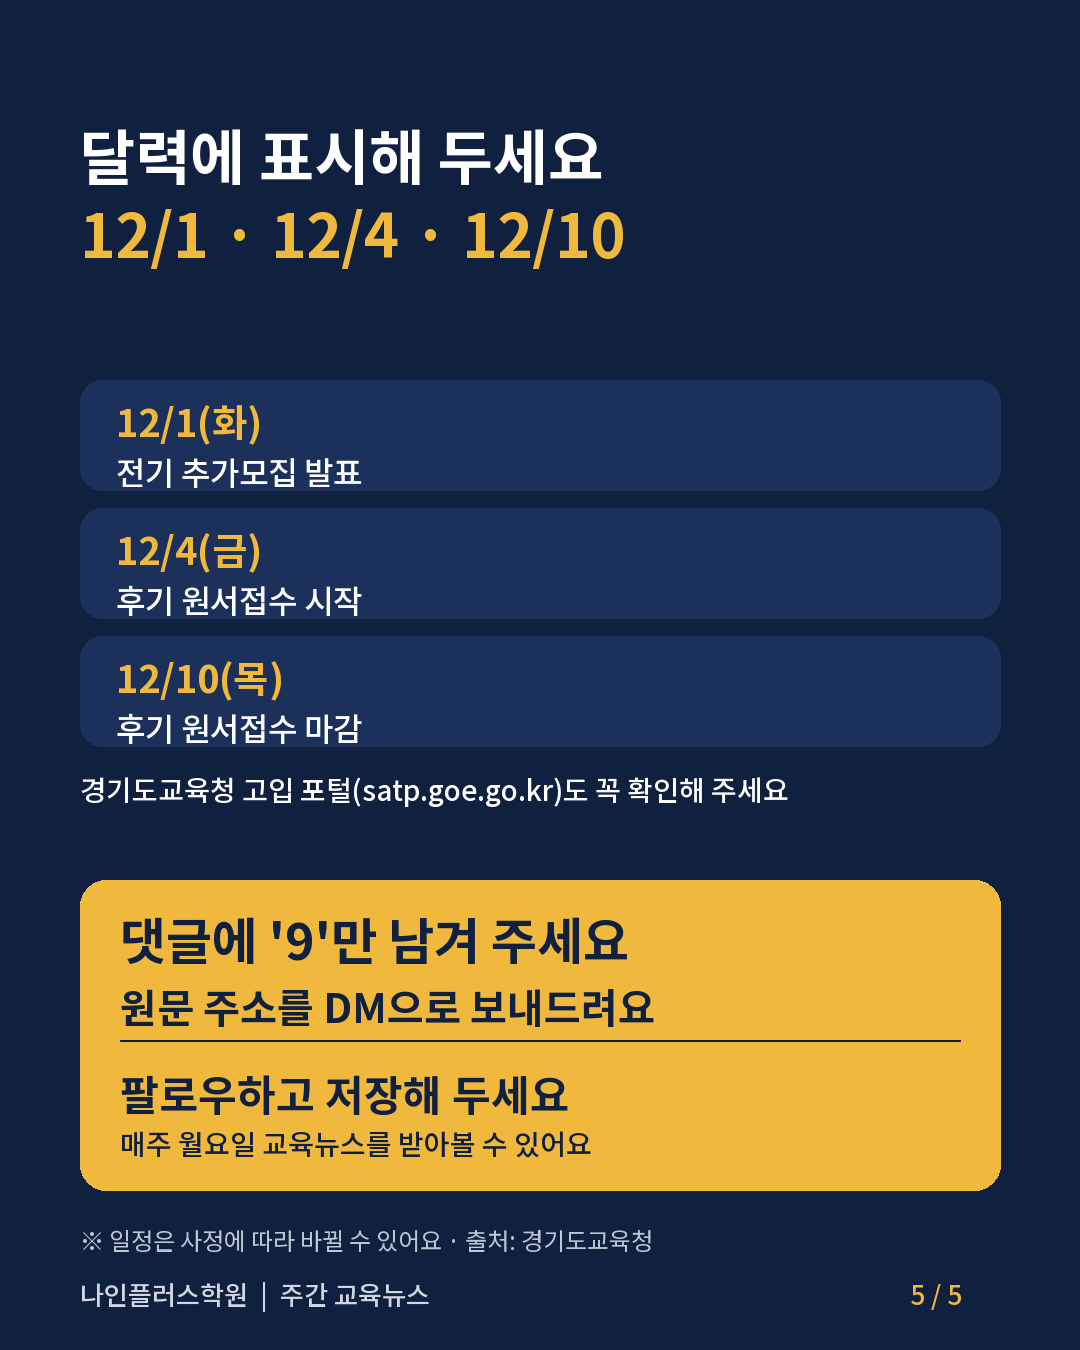 달력에 표시해 두세요
12/1 · 12/4 · 12/10
12/1(화)
전기 추가모집 발표
12/4(금)
후기 원서접수 시작
12/10(목)
후기 원서접수 마감
경기도교육청 고입 포털(satp.goe.go.kr)도 꼭 확인해 주세요
댓글에 '9'만 남겨 주세요
원문 주소를 DM으로 보내드려요
팔로우하고 저장해 두세요
매주 월요일 교육뉴스를 받아볼 수 있어요
※ 일정은 사정에 따라 바뀔 수 있어요 · 출처: 경기도교육청
나인플러스학원 | 주간 교육뉴스
5 / 5